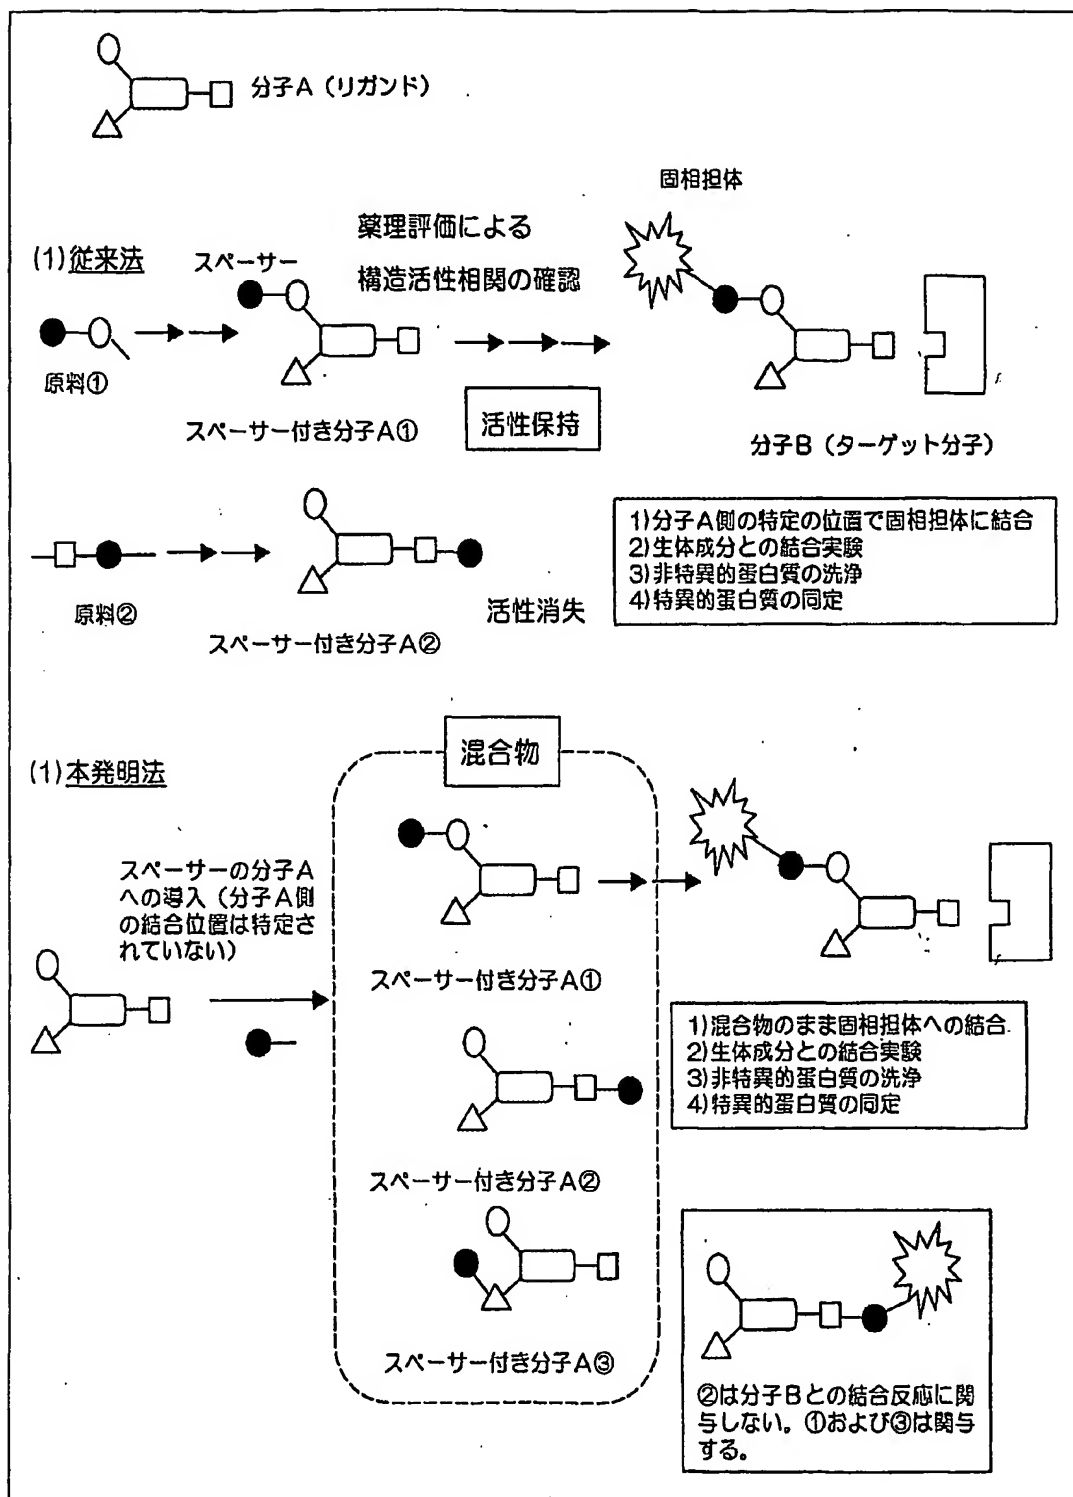 分子A（リガンド）
固相担体
薬理評価による
構造活性相関の確認
(1)従来法
スペーサー
原料①
スペーサー付き分子A①
活性保持
分子B（ターゲット分子）
原料②
スペーサー付き分子A②
活性消失
1)分子A側の特定の位置で固相担体に結合
2)生体成分との結合実験
3)非特異的蛋白質の洗浄
4)特異的蛋白質の同定
(1)本発明法
混合物
スペーサーの分子A
への導入（分子A側
の結合位置は特定さ
れていない）
スペーサー付き分子A①
スペーサー付き分子A②
スペーサー付き分子A③
1)混合物のまま固相担体への結合
2)生体成分との結合実験
3)非特異的蛋白質の洗浄
4)特異的蛋白質の同定
②は分子Bとの結合反応に関
与しない。①および③は関与
する。